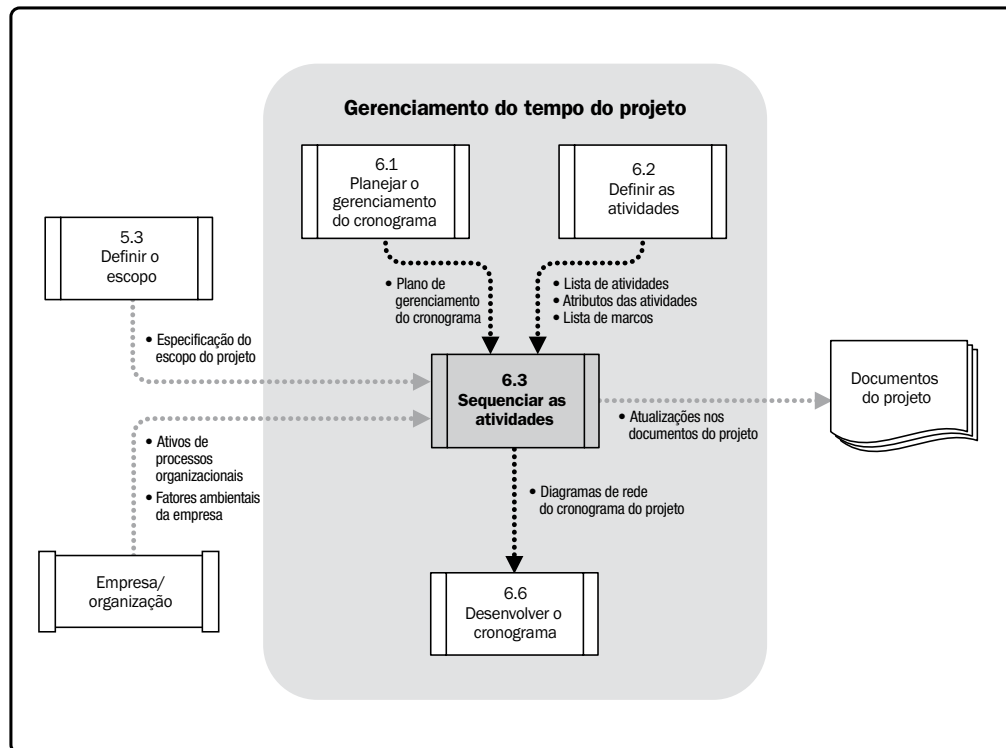 Gerenciamento do tempo do projeto
6.1
Planejar o
gerenciamento
do cronograma
6.2
Definir as
atividades
5.3
Definir o
escopo
• Plano de
gerenciamento
do cronograma
• Lista de atividades
• Atributos das atividades
• Lista de marcos
• Especificação do
escopo do projeto
6.3
Sequenciar as
atividades
Documentos
do projeto
• Atualizações nos
documentos do projeto
• Ativos de
processos
organizacionais
• Fatores ambientais
da empresa
• Diagramas de rede
do cronograma do projeto
Empresa/
organização
6.6
Desenvolver o
cronograma